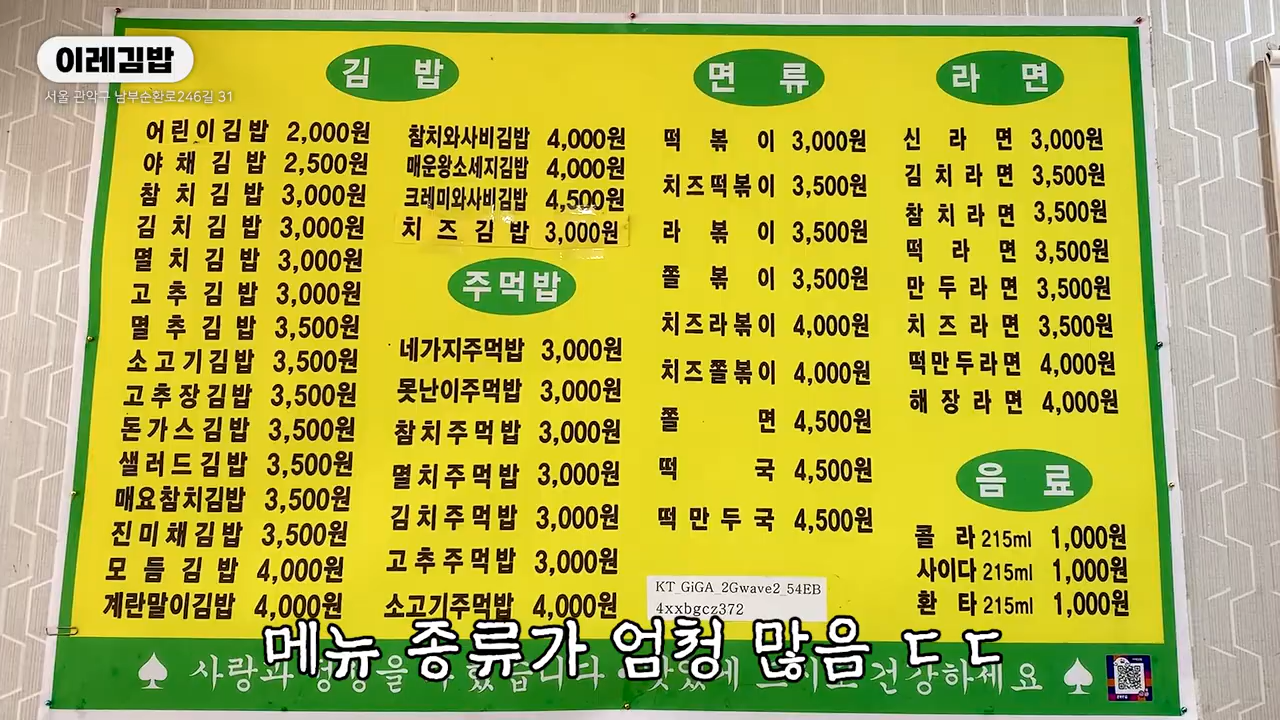 이레김밥
서울 관악구 남부순환로246길 31
김 밥
어린이김밥 2,000원
야채김밥 2,500원
참치김밥 3,000원
김치김밥 3,000원
멸치김밥 3,000원
고추김밥 3,000원
멸추김밥 3,500원
소고기김밥 3,500원
고추장김밥 3,500원
돈가스김밥 3,500원
샐러드김밥 3,500원
매요참치김밥 3,500원
진미채김밥 3,500원
모듬김밥 4,000원
계란말이김밥 4,000원
참치와사비김밥 4,000원
매운왕소세지김밥 4,000원
크레미와사비김밥 4,500원
치즈김밥 3,000원
주먹밥
네가지주먹밥 3,000원
못난이주먹밥 3,000원
참치주먹밥 3,000원
멸치주먹밥 3,000원
김치주먹밥 3,000원
고추주먹밥 3,000원
소고기주먹밥 4,000원
면 류
떡볶이 3,000원
치즈떡볶이 3,500원
라볶이 3,500원
쫄볶이 3,500원
치즈라볶이 4,000원
치즈쫄볶이 4,000원
쫄면 4,500원
떡국 4,500원
떡만두국 4,500원
KT_GiGA_2Gwave2_54EB
4xxbgcz372
라 면
신라면 3,000원
김치라면 3,500원
참치라면 3,500원
떡라면 3,500원
만두라면 3,500원
치즈라면 3,500원
떡만두라면 4,000원
해장라면 4,000원
음 료
콜라 215ml 1,000원
사이다 215ml 1,000원
환타 215ml 1,000원
메뉴 종류가 엄청 많음 ㄷㄷ
사랑과 건강하세요